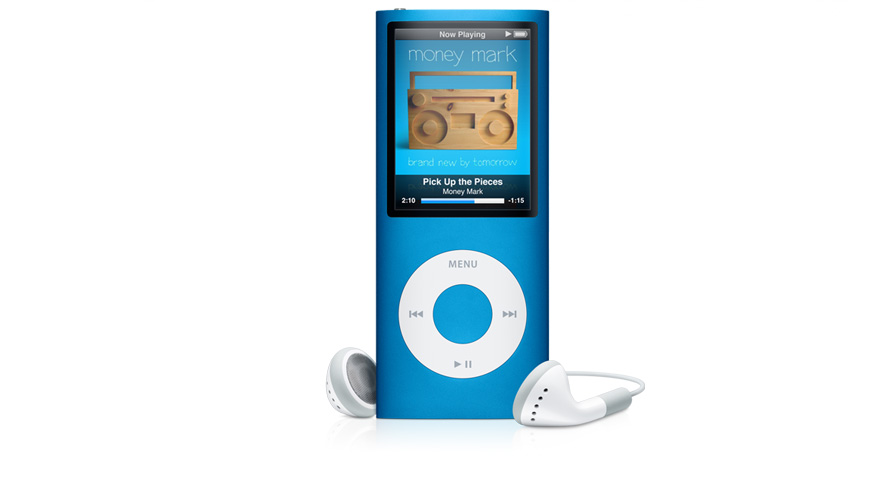 Now Playing
money mark
brand new by tomorrow
Pick Up the Pieces
Money Mark
2:10 -1:15
MENU